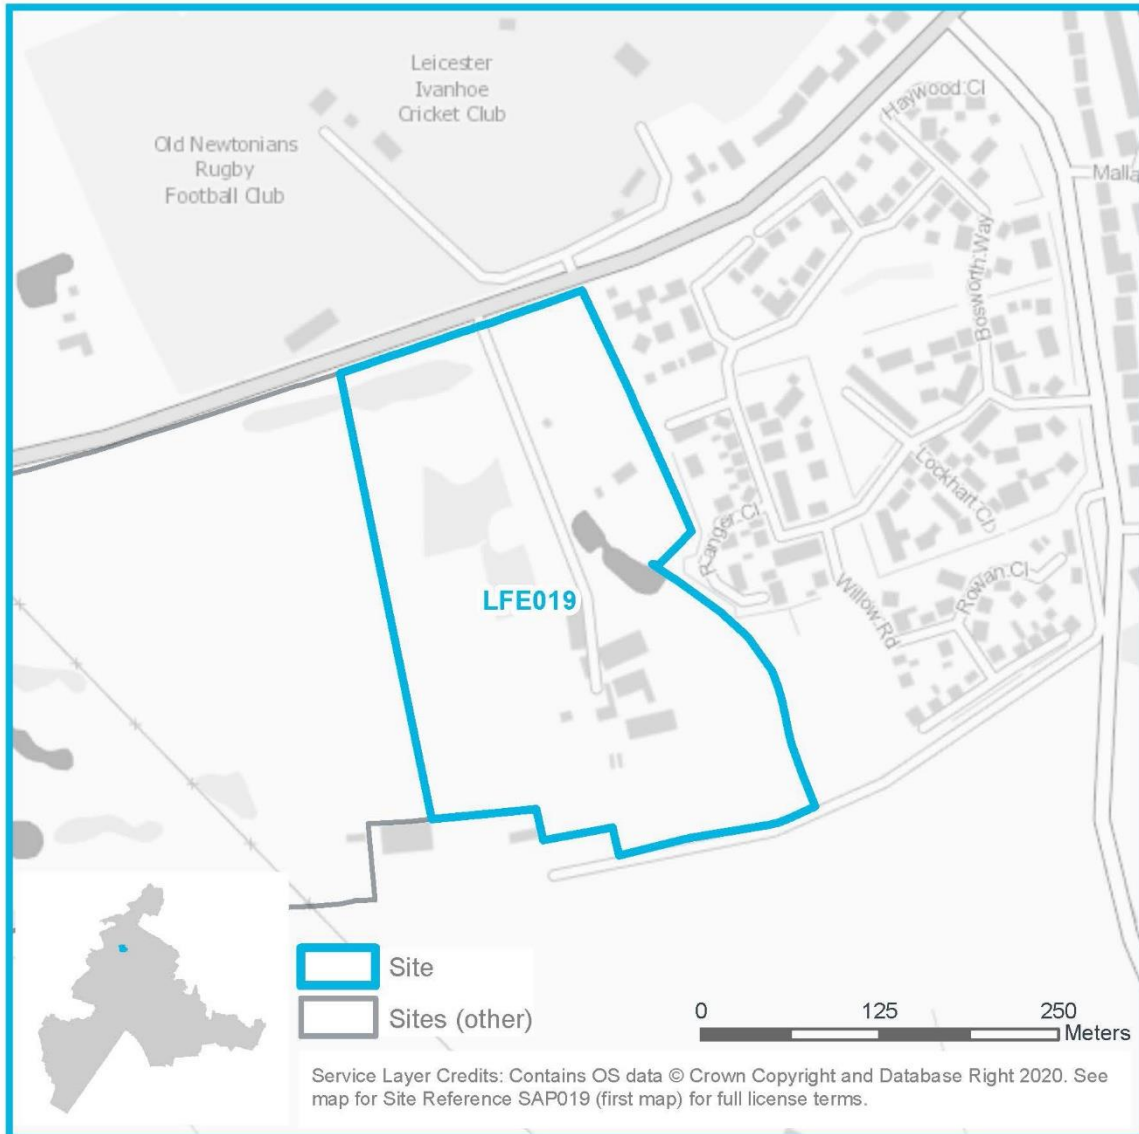 Leicester
Ivanhoe
Cricket Club
Old Newtonians
Rugby
Football Club
Haywood Cl
Malla
Bosworth Way
Lockhart Cl
Ranger Cl
Rowan Cl
Willow Rd
LFE019
Site
Sites (other)
0 125 250
Meters
Service Layer Credits: Contains OS data © Crown Copyright and Database Right 2020. See
map for Site Reference SAP019 (first map) for full license terms.